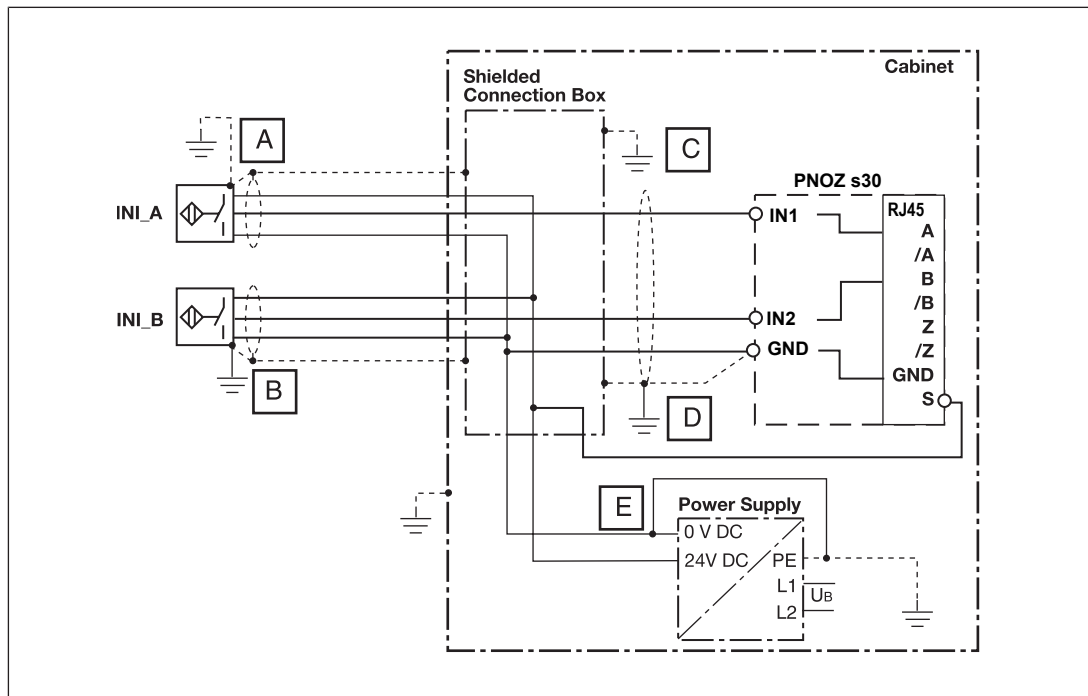 Cabinet
Shielded
Connection Box
A
C
PNOZ s30
INI_A
IN1
RJ45
A
/A
B
/B
Z
/Z
GND
S
INI_B
IN2
GND
B
D
E
Power Supply
0 V DC
24V DC
PE
L1
L2
UB